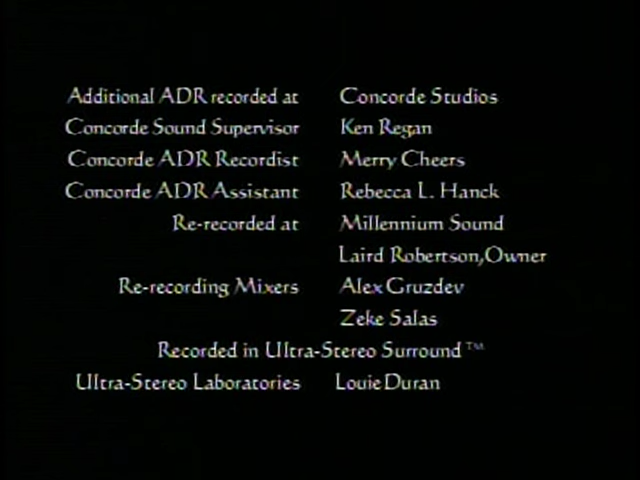 Additional ADR recorded at Concorde Studios
Concorde Sound Supervisor Ken Regan
Concorde ADR Recordist Merry Cheers
Concorde ADR Assistant Rebecca L. Hanck
Re-recorded at Millennium Sound
Laird Robertson,Owner
Re-recording Mixers Alex Gruzdev
Zeke Salas
Recorded in Ultra-Stereo Surround ™
Ultra-Stereo Laboratories Louie Duran